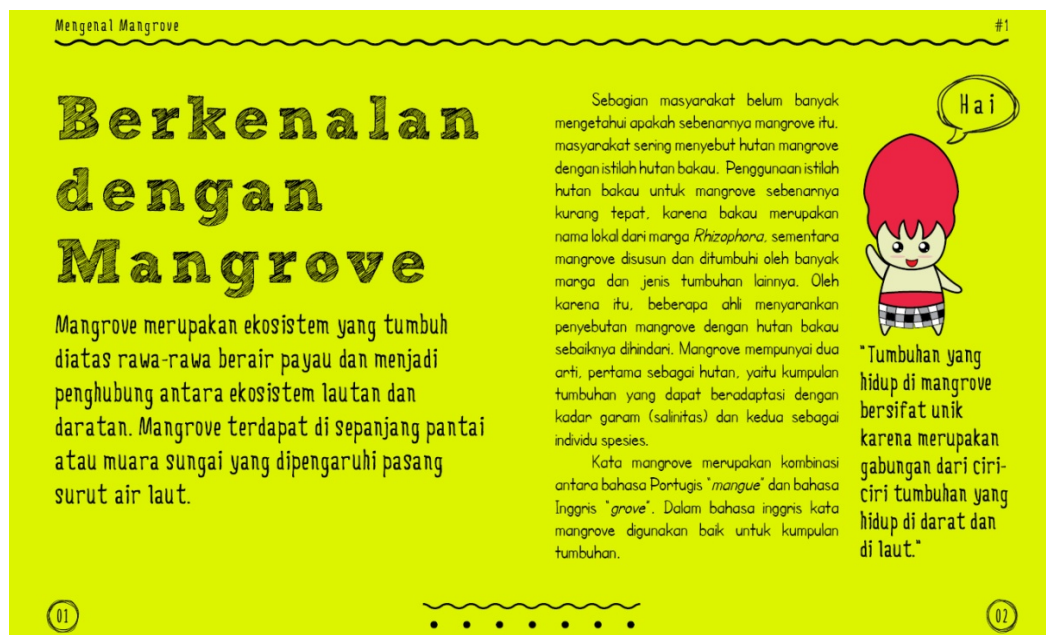 Mengenal Mangrove
#1
Berkenalan
dengan
Mangrove
Mangrove merupakan ekosistem yang tumbuh
diatas rawa-rawa berair payau dan menjadi
penghubung antara ekosistem lautan dan
daratan. Mangrove terdapat di sepanjang pantai
atau muara sungai yang dipengaruhi pasang
surut air laut.
Sebagian masyarakat belum banyak
mengetahui apakah sebenarnya mangrove itu.
masyarakat sering menyebut hutan mangrove
dengan istilah hutan bakau. Penggunaan istilah
hutan bakau untuk mangrove sebenarnya
kurang tepat, karena bakau merupakan
nama lokal dari marga Rhizophora, sementara
mangrove disusun dan ditumbuhi oleh banyak
marga dan jenis tumbuhan lainnya. Oleh
karena itu, beberapa ahli menyarankan
penyebutan mangrove dengan hutan bakau
sebaiknya dihindari. Mangrove mempunyai dua
arti, pertama sebagai hutan, yaitu kumpulan
tumbuhan yang dapat beradaptasi dengan
kadar garam (salinitas) dan kedua sebagai
individu spesies.
Kata mangrove merupakan kombinasi
antara bahasa Portugis "mangue" dan bahasa
Inggris "grove". Dalam bahasa inggris kata
mangrove digunakan baik untuk kumpulan
tumbuhan.
Hai
"Tumbuhan yang
hidup di mangrove
bersifat unik
karena merupakan
gabungan dari ciri-
ciri tumbuhan yang
hidup di darat dan
di laut."
01
02